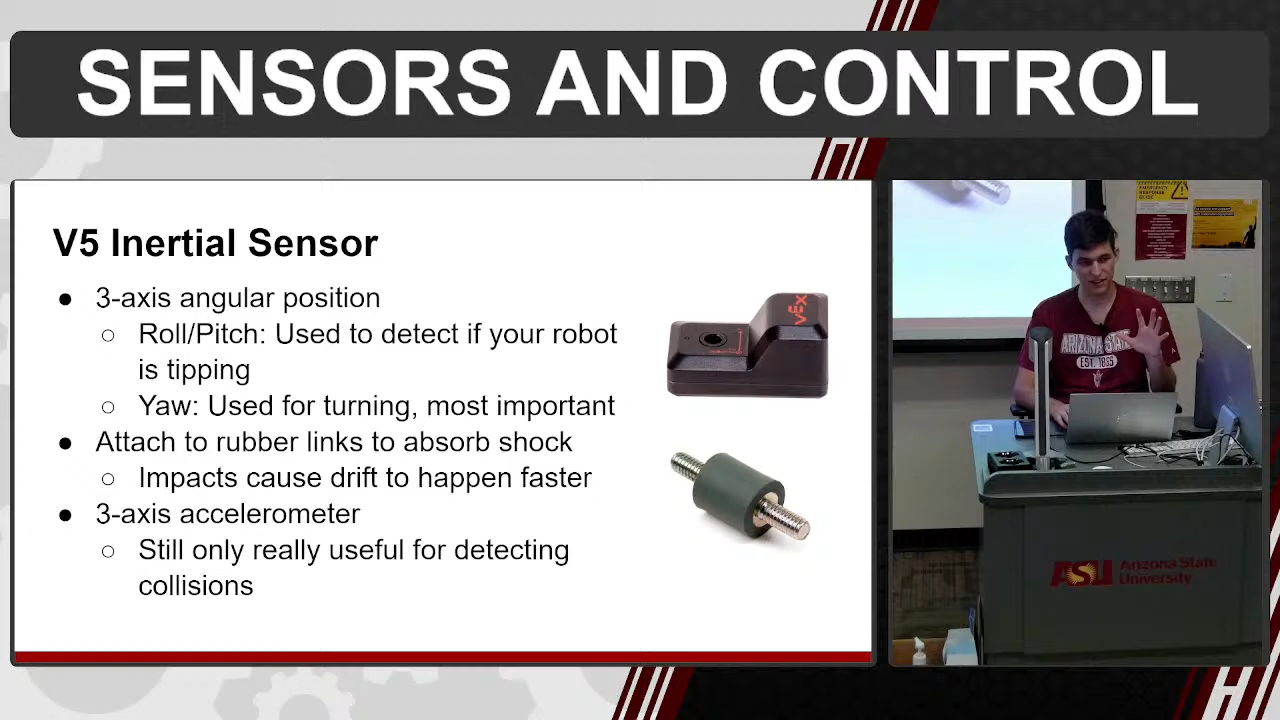 SENSORS AND CONTROL
V5 Inertial Sensor
● 3-axis angular position
○ Roll/Pitch: Used to detect if your robot
is tipping
○ Yaw: Used for turning, most important
● Attach to rubber links to absorb shock
○ Impacts cause drift to happen faster
● 3-axis accelerometer
○ Still only really useful for detecting
collisions
VEX
EMERGENCY
RESPONSE
GUIDE
ARIZONA STATE
EST. 1885
ASU Arizona State
University